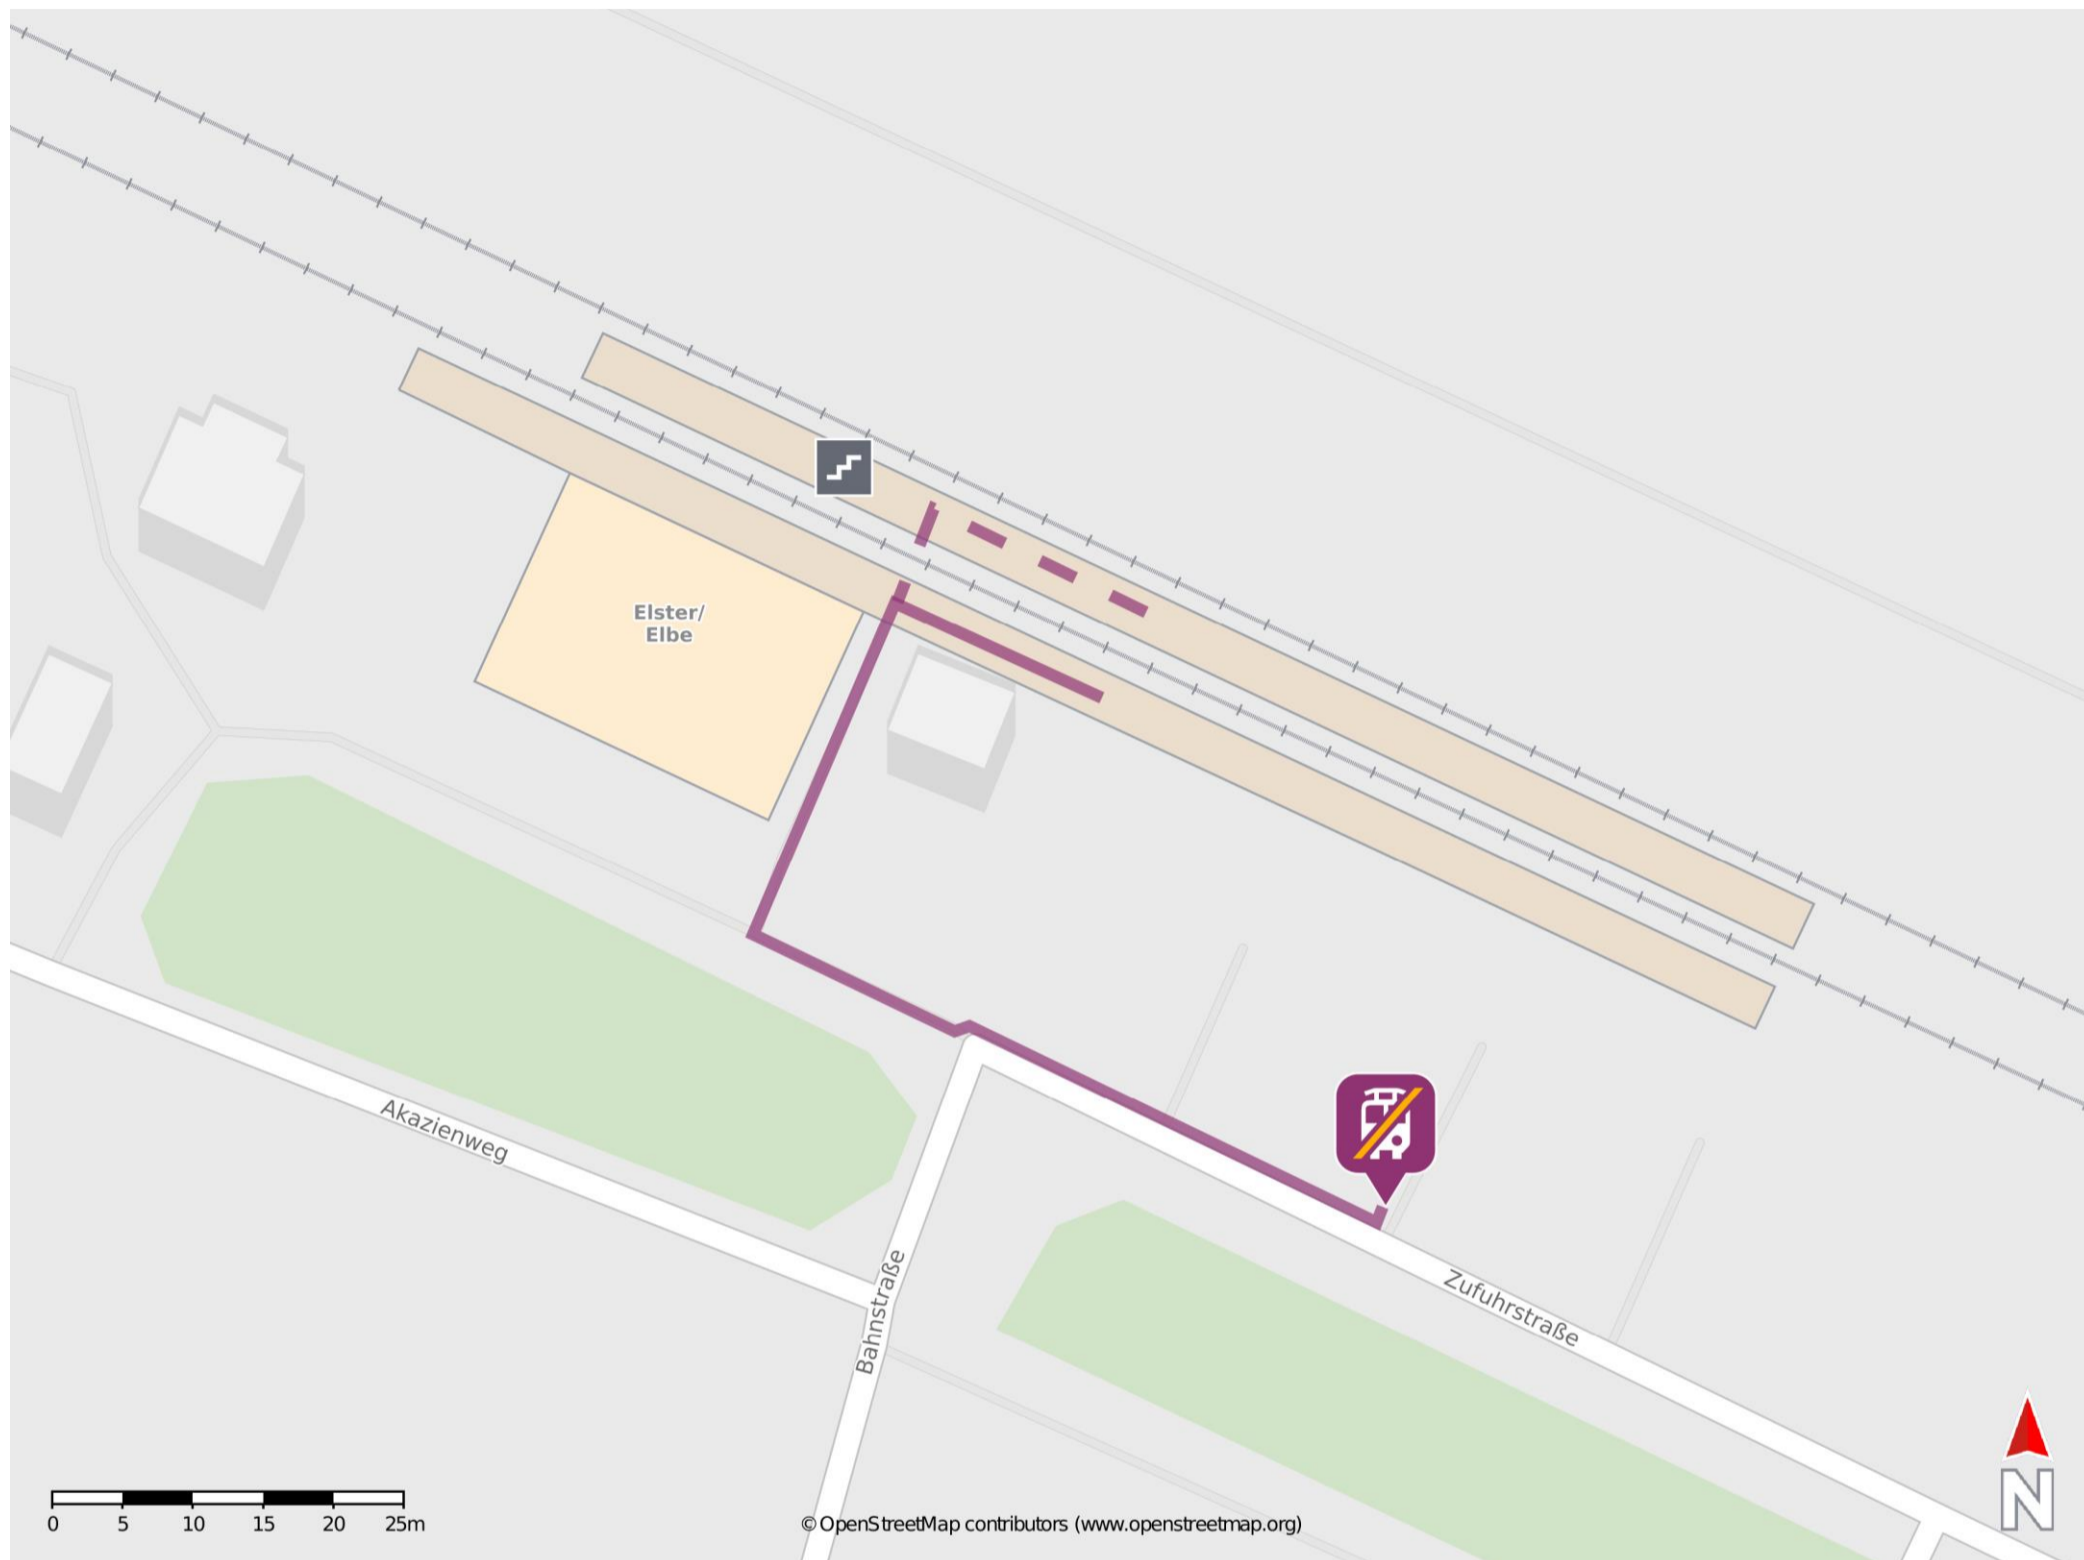 Elster/
Elbe
Akazienweg
Bahnstraße
Zufuhrstraße
N
0 5 10 15 20 25m
© OpenStreetMap contributors (www.openstreetmap.org)